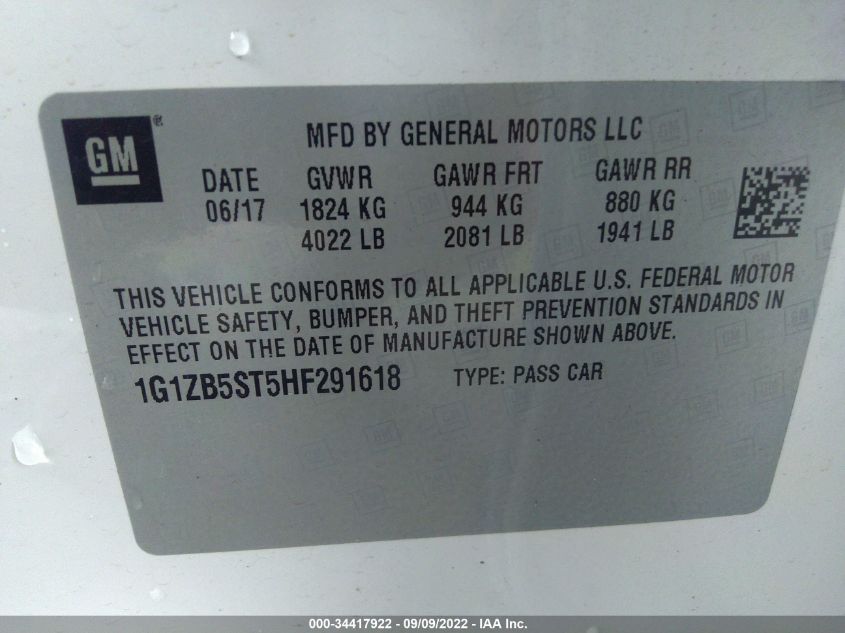 GM®
MFD BY GENERAL MOTORS LLC
DATE GVWR GAWR FRT GAWR RR
06/17 1824 KG 944 KG 880 KG
4022 LB 2081 LB 1941 LB
THIS VEHICLE CONFORMS TO ALL APPLICABLE U.S. FEDERAL MOTOR
VEHICLE SAFETY, BUMPER, AND THEFT PREVENTION STANDARDS IN
EFFECT ON THE DATE OF MANUFACTURE SHOWN ABOVE.
1G1ZB5ST5HF291618 TYPE: PASS CAR
000-34417922 - 09/09/2022 - IAA Inc.